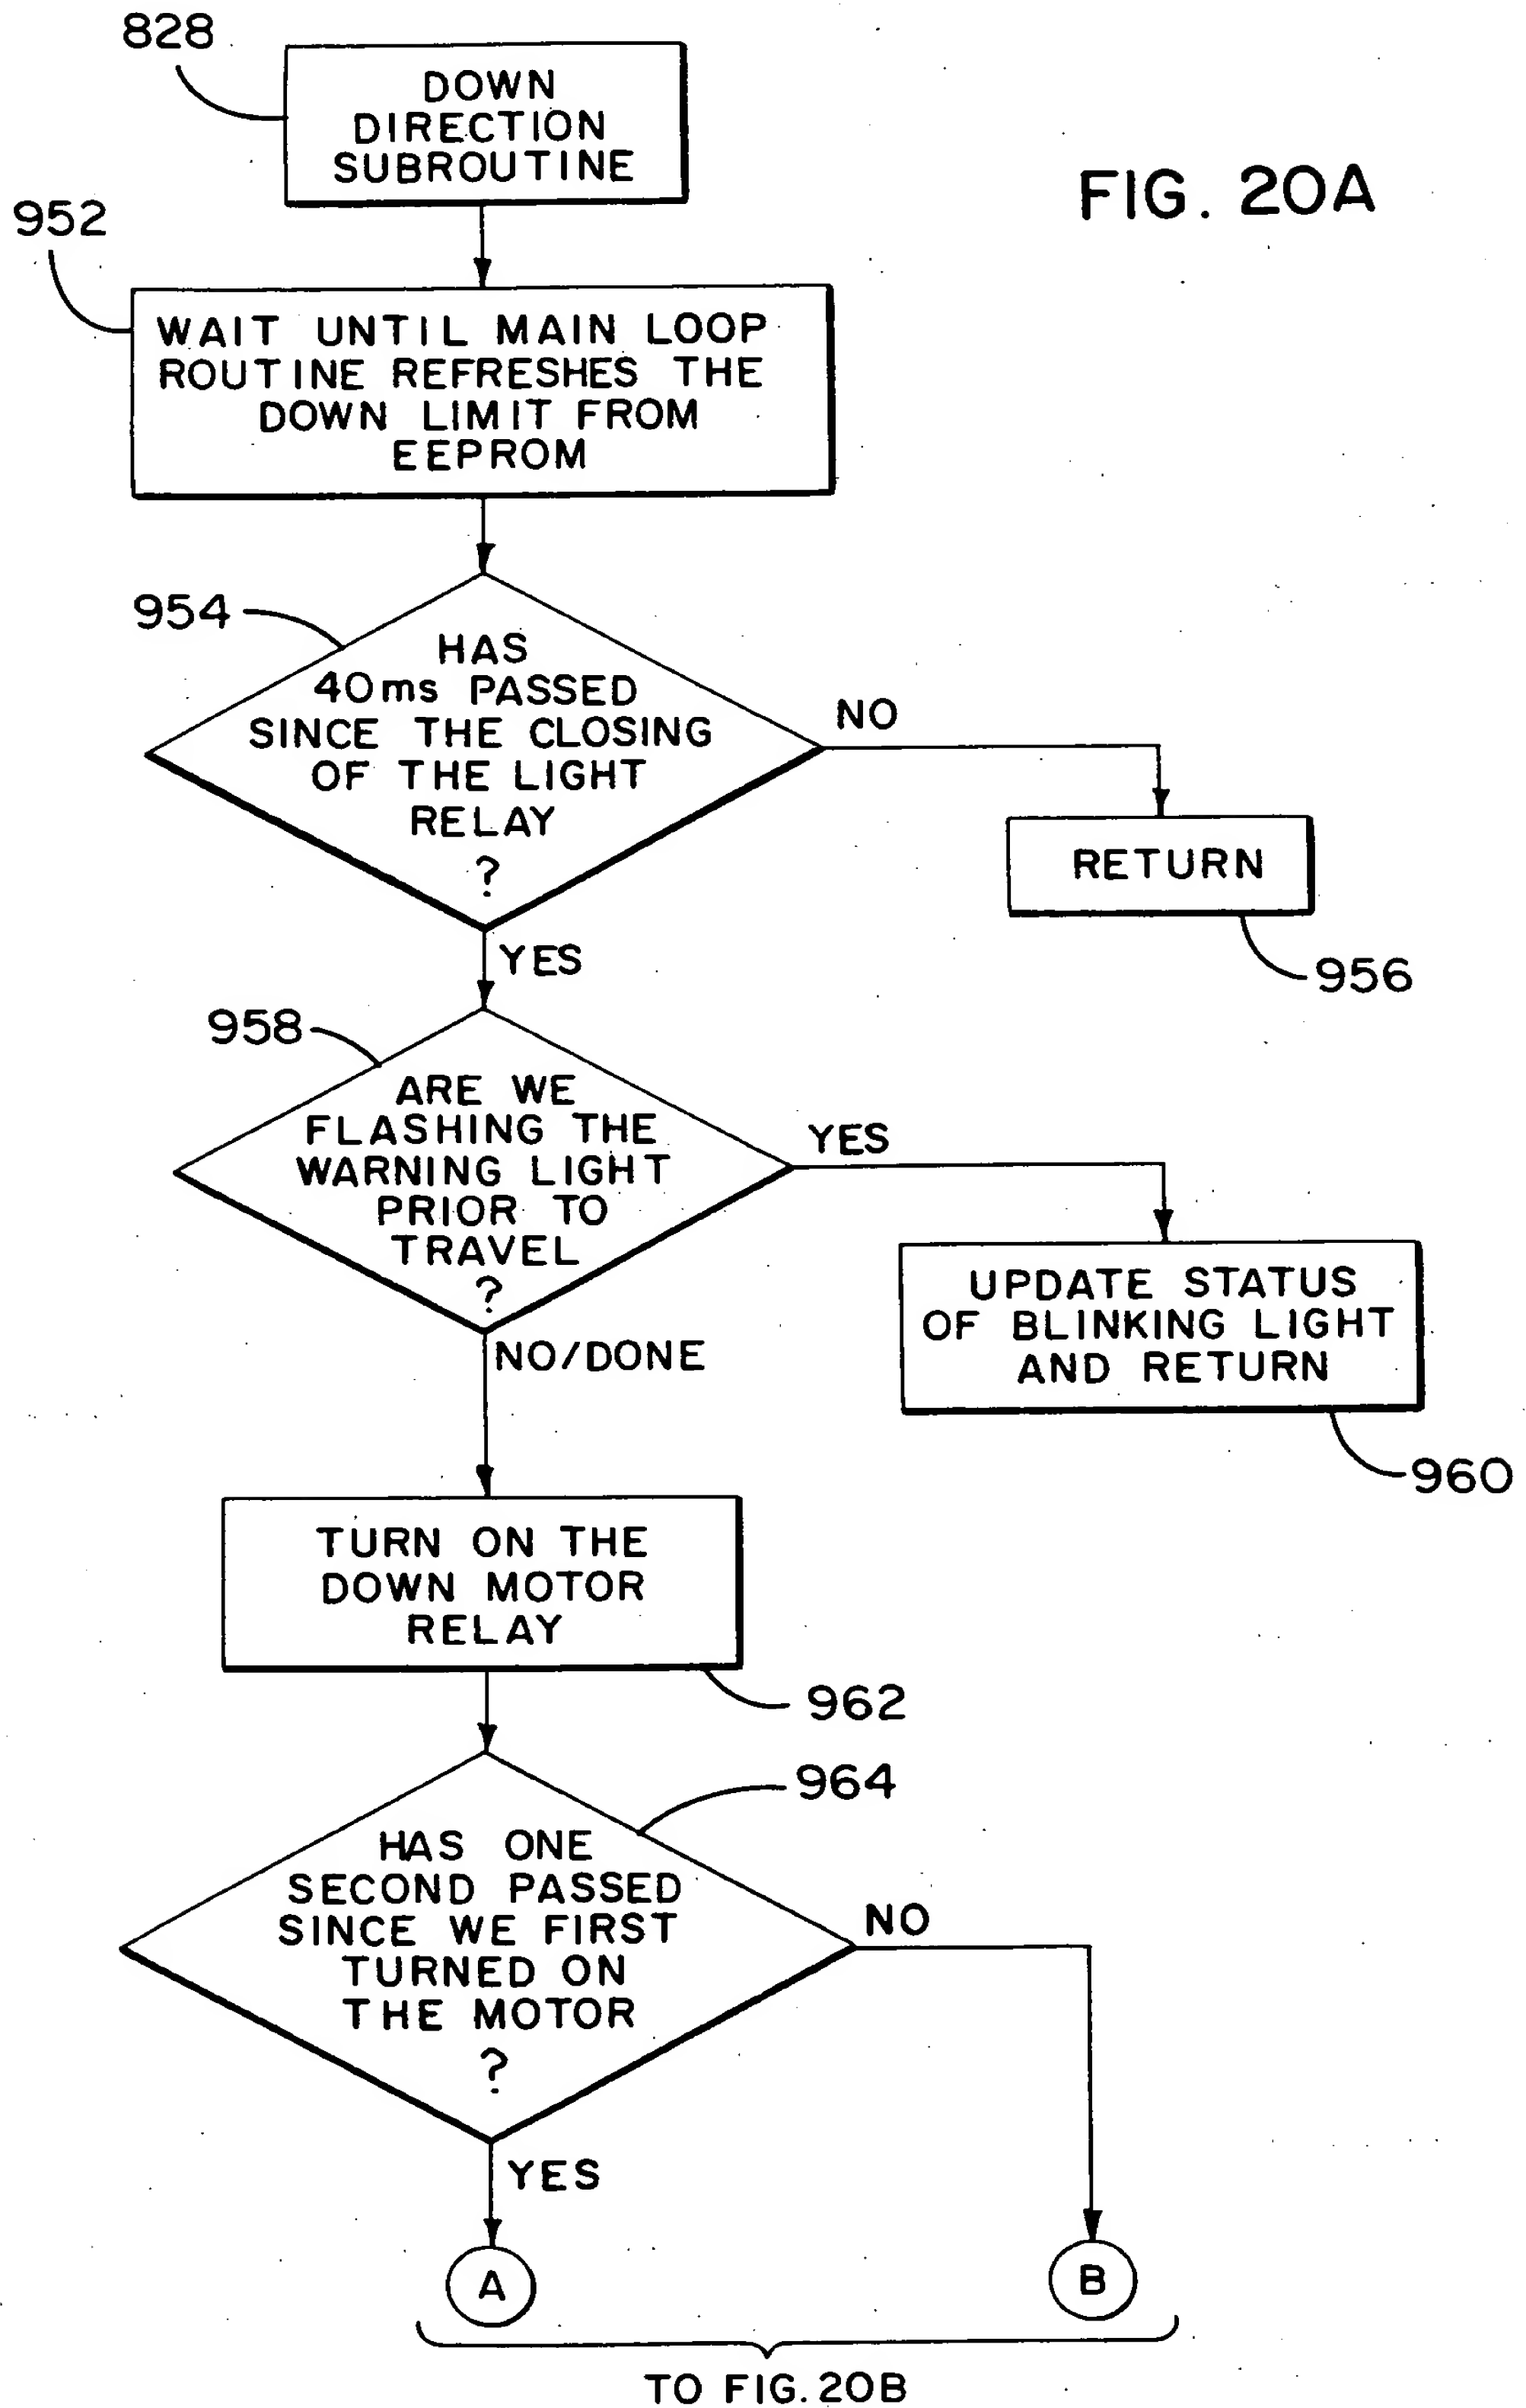 828
DOWN
DIRECTION
SUBROUTINE
FIG. 20A
952
WAIT UNTIL MAIN LOOP
ROUTINE REFRESHES THE
DOWN LIMIT FROM
EEPROM
954
HAS
40ms PASSED
SINCE THE CLOSING
OF THE LIGHT
RELAY
?
NO
RETURN
956
YES
958
ARE WE
FLASHING THE
WARNING LIGHT
PRIOR TO
TRAVEL
?
YES
UPDATE STATUS
OF BLINKING LIGHT
AND RETURN
960
NO/DONE
TURN ON THE
DOWN MOTOR
RELAY
962
964
HAS ONE
SECOND PASSED
SINCE WE FIRST
TURNED ON
THE MOTOR
?
NO
YES
A
B
TO FIG. 20B